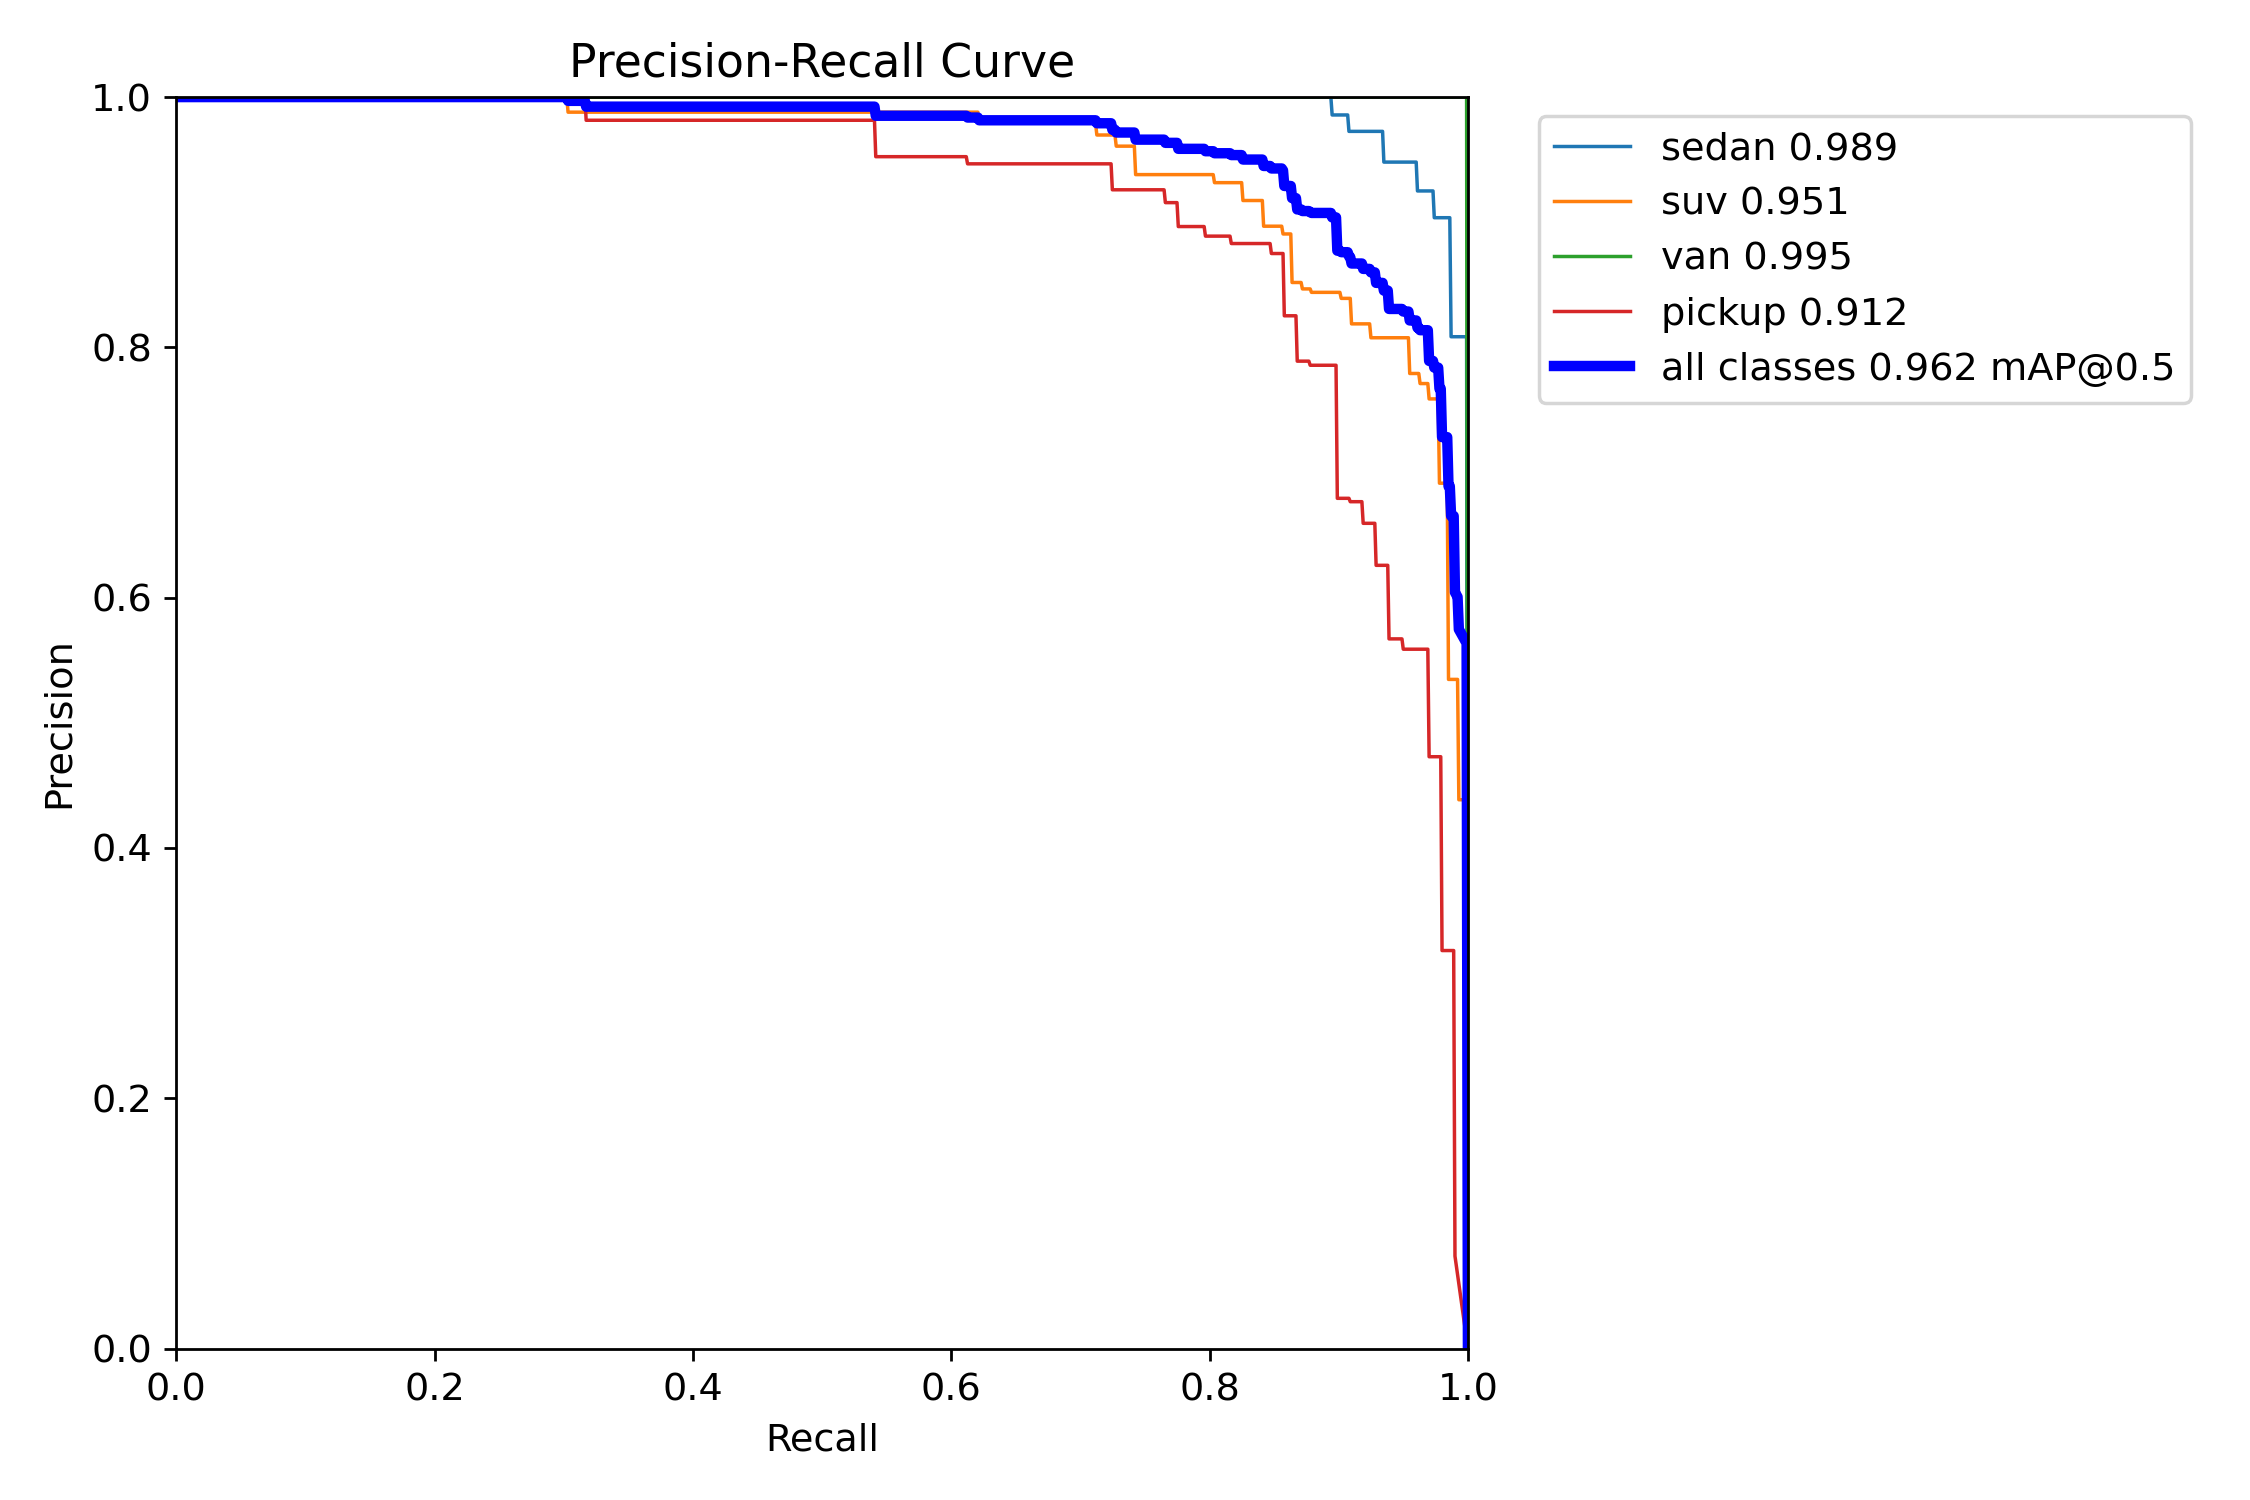 Precision-Recall Curve
1.0
0.8
0.6
0.4
0.2
0.0
Precision
0.0 0.2 0.4 0.6 0.8 1.0
Recall
sedan 0.989
suv 0.951
van 0.995
pickup 0.912
all classes 0.962 mAP@0.5